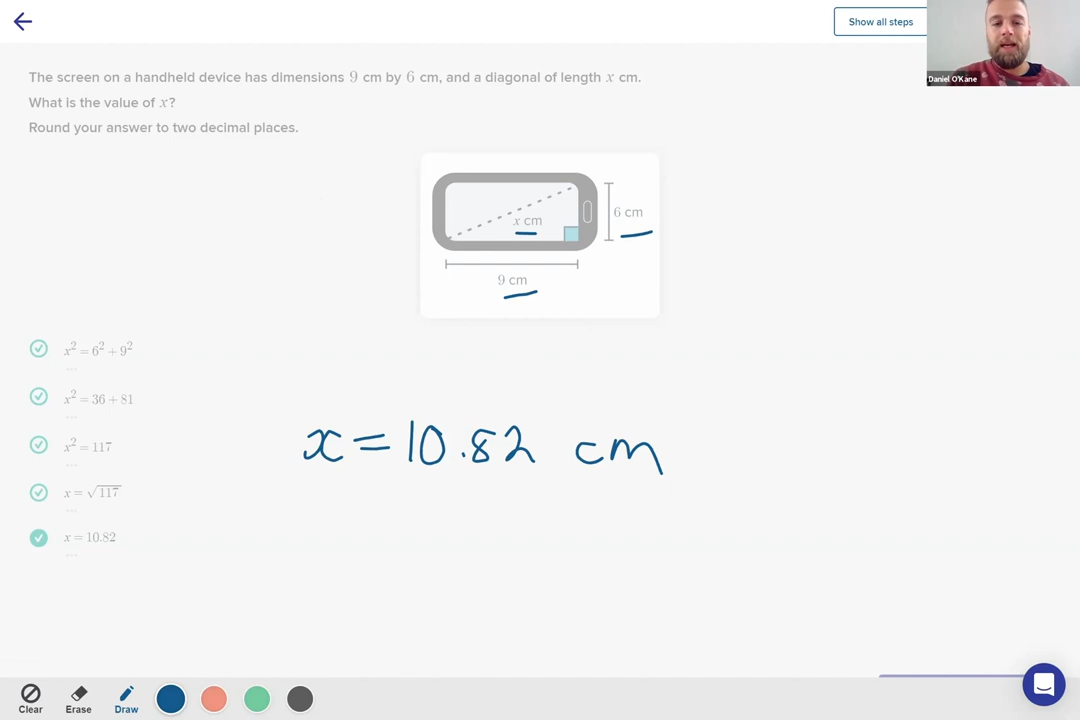 Show all steps
Daniel O'Kane
The screen on a handheld device has dimensions 9 cm by 6 cm, and a diagonal of length x cm.
What is the value of x?
Round your answer to two decimal places.
x cm
6 cm
9 cm
x² = 6² + 9²
...
x² = 36 + 81
...
x² = 117
...
x = √117
...
x = 10.82
...
x = 10.82 cm
Clear
Erase
Draw